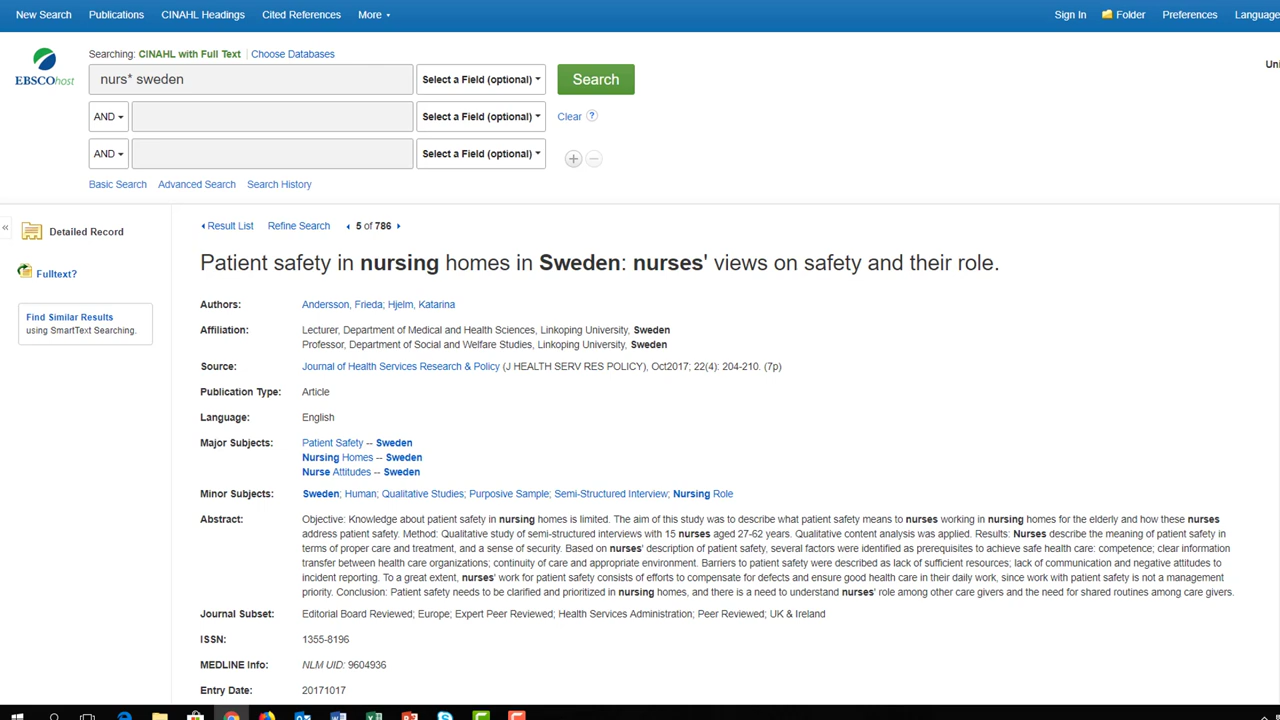 New Search Publications CINAHL Headings Cited References More Sign In Folder Preferences Language
Searching: CINAHL with Full Text Choose Databases
EBSCOhost
nurs* sweden Select a Field (optional) Search
Uni
AND Select a Field (optional) Clear ?
AND Select a Field (optional)
Basic Search Advanced Search Search History
« Detailed Record
Fulltext?
Find Similar Results
using SmartText Searching.
Result List Refine Search 5 of 786
Patient safety in nursing homes in Sweden: nurses' views on safety and their role.
Authors: Andersson, Frieda; Hjelm, Katarina
Affiliation: Lecturer, Department of Medical and Health Sciences, Linkoping University, Sweden
Professor, Department of Social and Welfare Studies, Linkoping University, Sweden
Source: Journal of Health Services Research & Policy (J HEALTH SERV RES POLICY), Oct2017; 22(4): 204-210. (7p)
Publication Type: Article
Language: English
Major Subjects: Patient Safety -- Sweden
Nursing Homes -- Sweden
Nurse Attitudes -- Sweden
Minor Subjects: Sweden; Human; Qualitative Studies; Purposive Sample; Semi-Structured Interview; Nursing Role
Abstract: Objective: Knowledge about patient safety in nursing homes is limited. The aim of this study was to describe what patient safety means to nurses working in nursing homes for the elderly and how these nurses
address patient safety. Method: Qualitative study of semi-structured interviews with 15 nurses aged 27-62 years. Qualitative content analysis was applied. Results: Nurses describe the meaning of patient safety in
terms of proper care and treatment, and a sense of security. Based on nurses' description of patient safety, several factors were identified as prerequisites to achieve safe health care: competence; clear information
transfer between health care organizations; continuity of care and appropriate environment. Barriers to patient safety were described as lack of sufficient resources; lack of communication and negative attitudes to
incident reporting. To a great extent, nurses' work for patient safety consists of efforts to compensate for defects and ensure good health care in their daily work, since work with patient safety is not a management
priority. Conclusion: Patient safety needs to be clarified and prioritized in nursing homes, and there is a need to understand nurses' role among other care givers and the need for shared routines among care givers.
Journal Subset: Editorial Board Reviewed; Europe; Expert Peer Reviewed; Health Services Administration; Peer Reviewed; UK & Ireland
ISSN: 1355-8196
MEDLINE Info: NLM UID: 9604936
Entry Date: 20171017